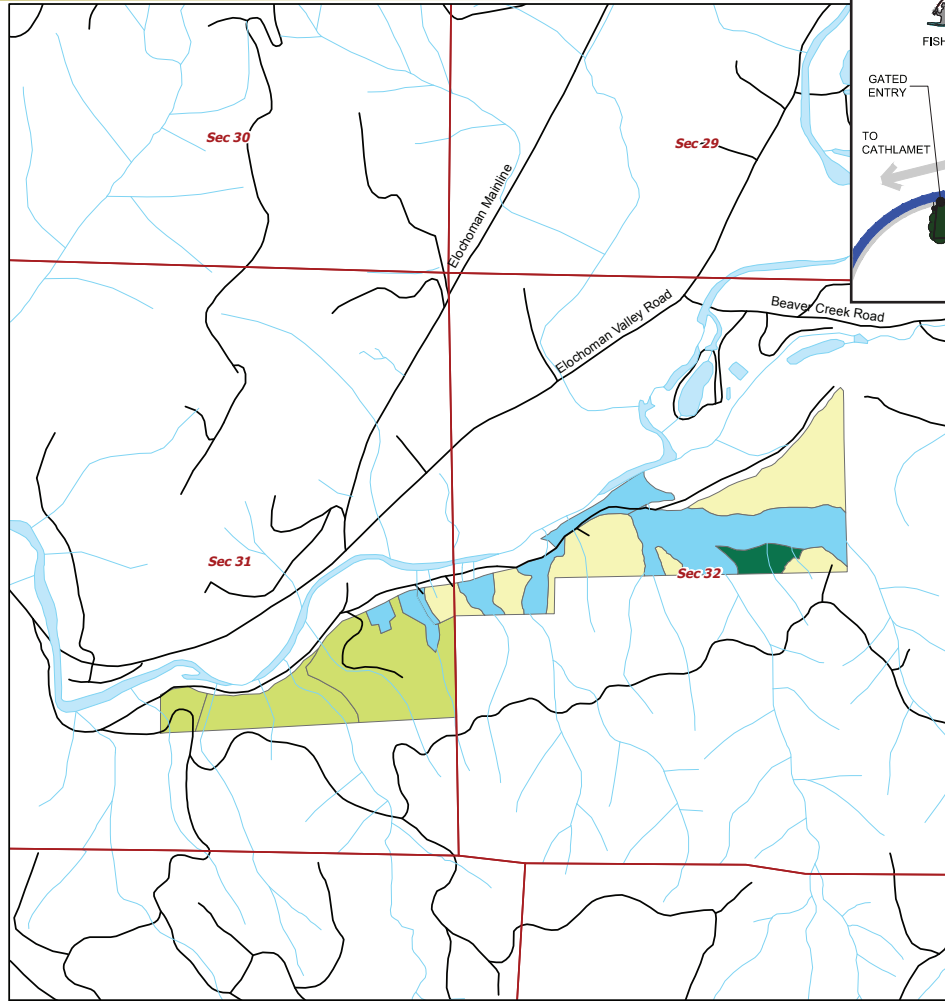 FISH
GATED
ENTRY
TO
CATHLAMET
Sec 30
Sec 29
Elochoman Mainline
Elochoman Valley Road
Beaver Creek Road
Sec 31
Sec 32